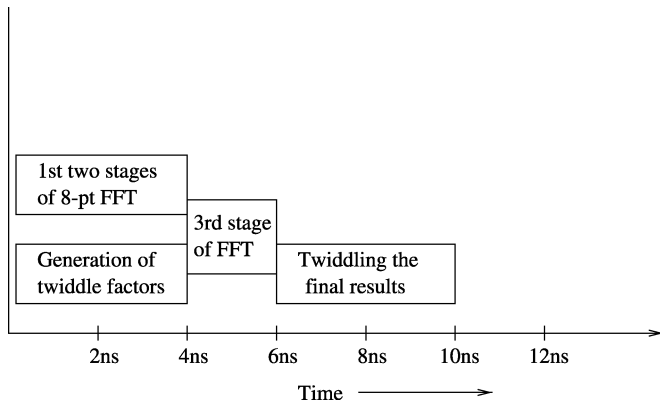 1st two stages
of 8-pt FFT
3rd stage
of FFT
Generation of
twiddle factors
Twiddling the
final results
2ns 4ns 6ns 8ns 10ns 12ns
Time